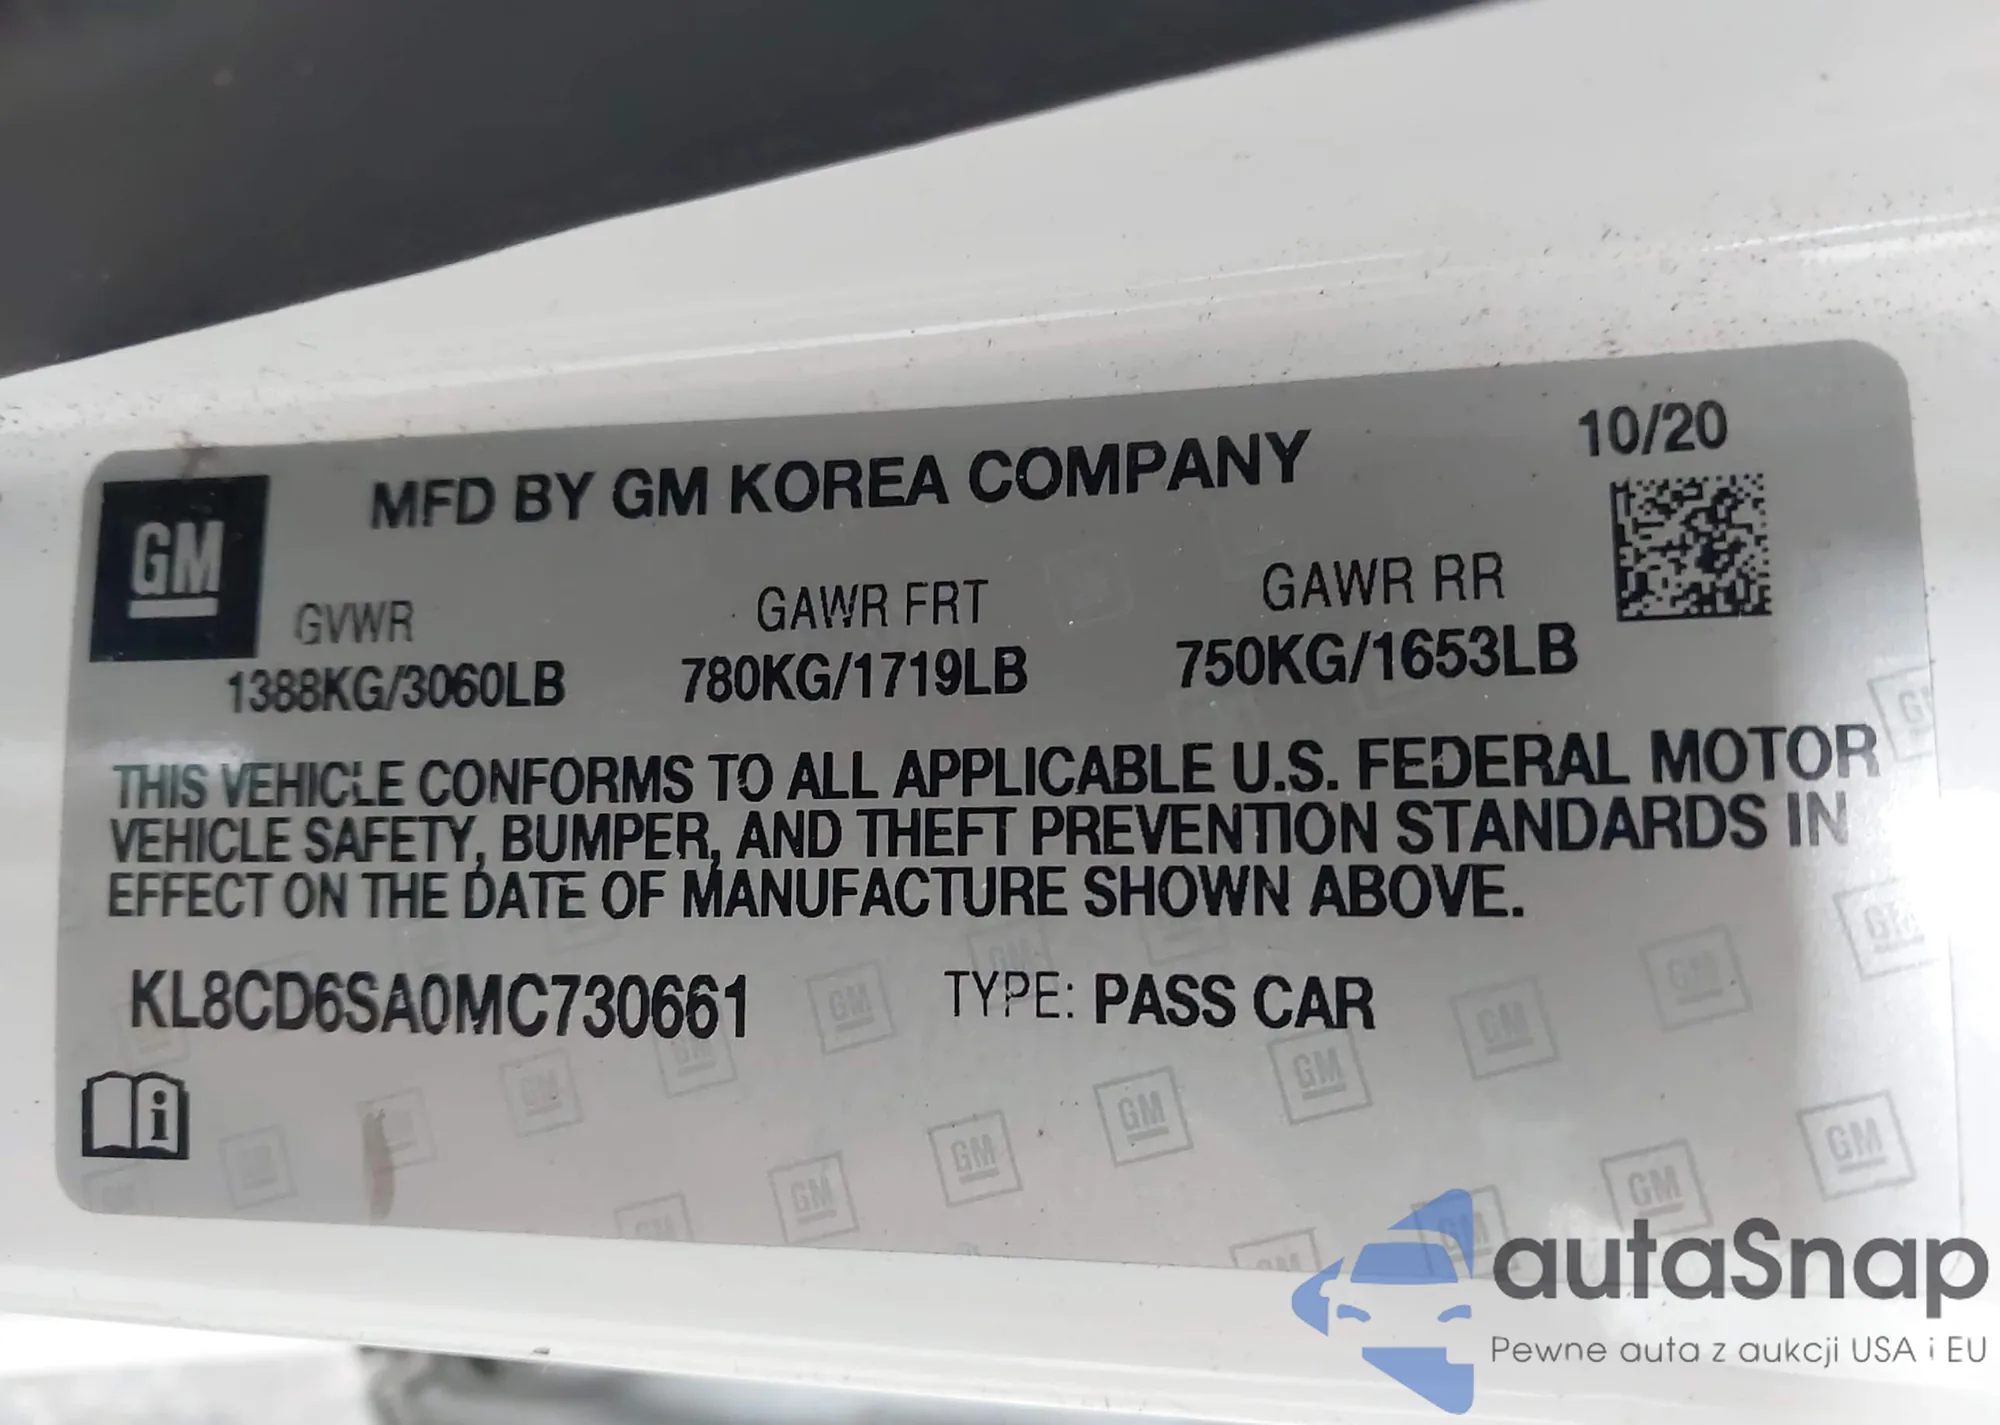 MFD BY GM KOREA COMPANY
10/20
GM
GVWR
GAWR FRT
GAWR RR
1388KG/3060LB
780KG/1719LB
750KG/1653LB
THIS VEHICLE CONFORMS TO ALL APPLICABLE U.S. FEDERAL MOTOR
VEHICLE SAFETY, BUMPER, AND THEFT PREVENTION STANDARDS IN
EFFECT ON THE DATE OF MANUFACTURE SHOWN ABOVE.
KL8CD6SA0MC730661
TYPE: PASS CAR
autaSnap
Pewne auta z aukcji USA i EU